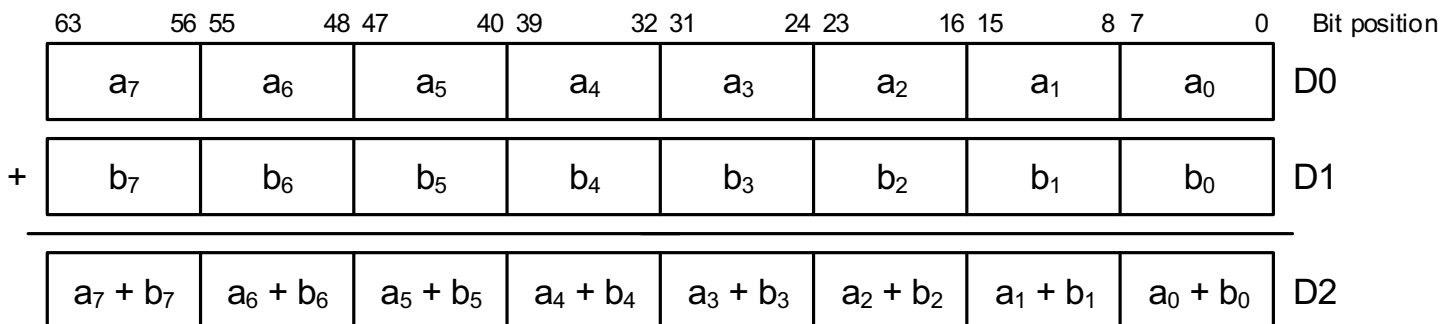 63 56 55 48 47 40 39 32 31 24 23 16 15 8 7 0 Bit position
a₇ a₆ a₅ a₄ a₃ a₂ a₁ a₀ D0
+ b₇ b₆ b₅ b₄ b₃ b₂ b₁ b₀ D1
a₇ + b₇ a₆ + b₆ a₅ + b₅ a₄ + b₄ a₃ + b₃ a₂ + b₂ a₁ + b₁ a₀ + b₀ D2